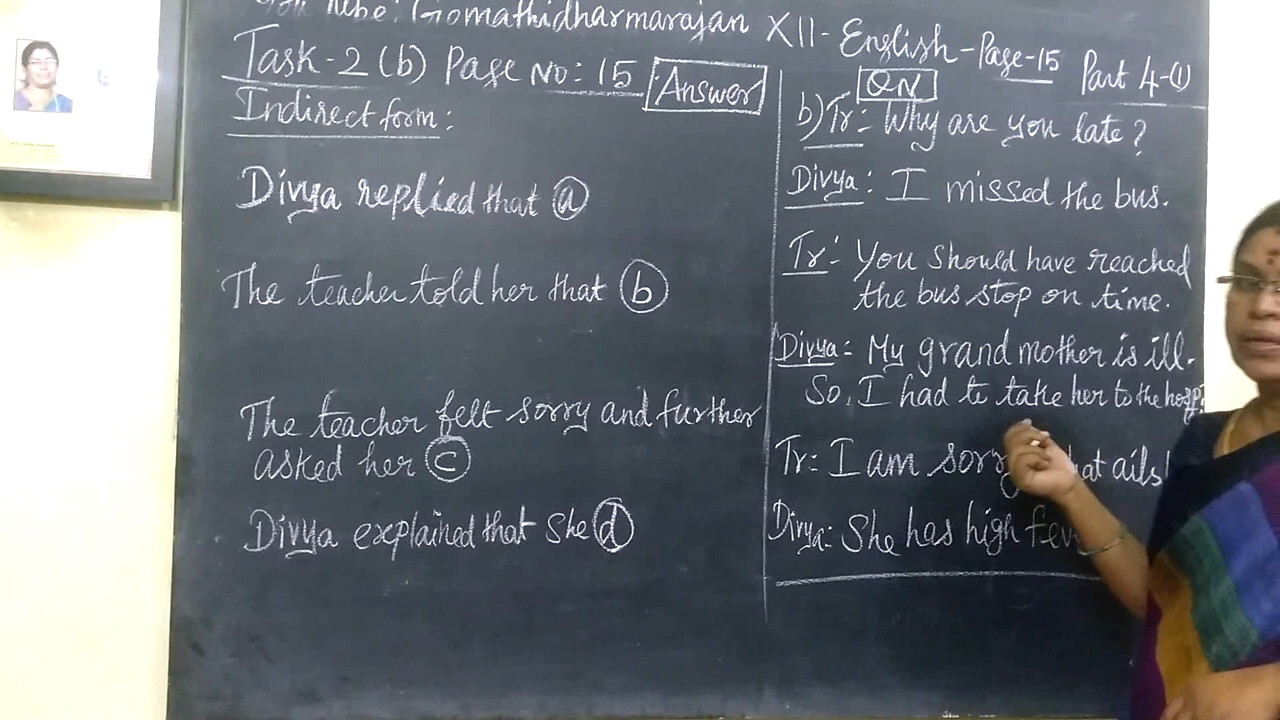 Tube: Gomathidharmarajan XII - English - Page-15 Part 4-(1)
Task-2 (b) Page No: 15 Answer
Indirect form:
Divya replied that (a)
The teacher told her that (b)
The teacher felt sorry and further
asked her (c)
Divya explained that she (d)
QN
b) Tr: Why are you late?
Divya: I missed the bus.
Tr: You should have reached
the bus stop on time.
Divya: My grandmother is ill.
So, I had to take her to the
Tr: I am ails
Divya: She has high